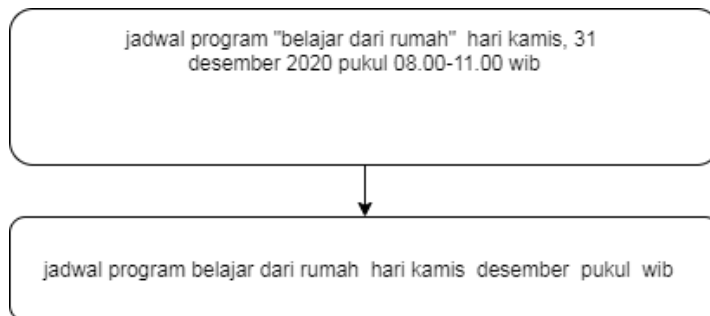 jadwal program "belajar dari rumah"  hari kamis, 31
desember 2020 pukul 08.00-11.00 wib
jadwal program belajar dari rumah  hari kamis  desember  pukul  wib